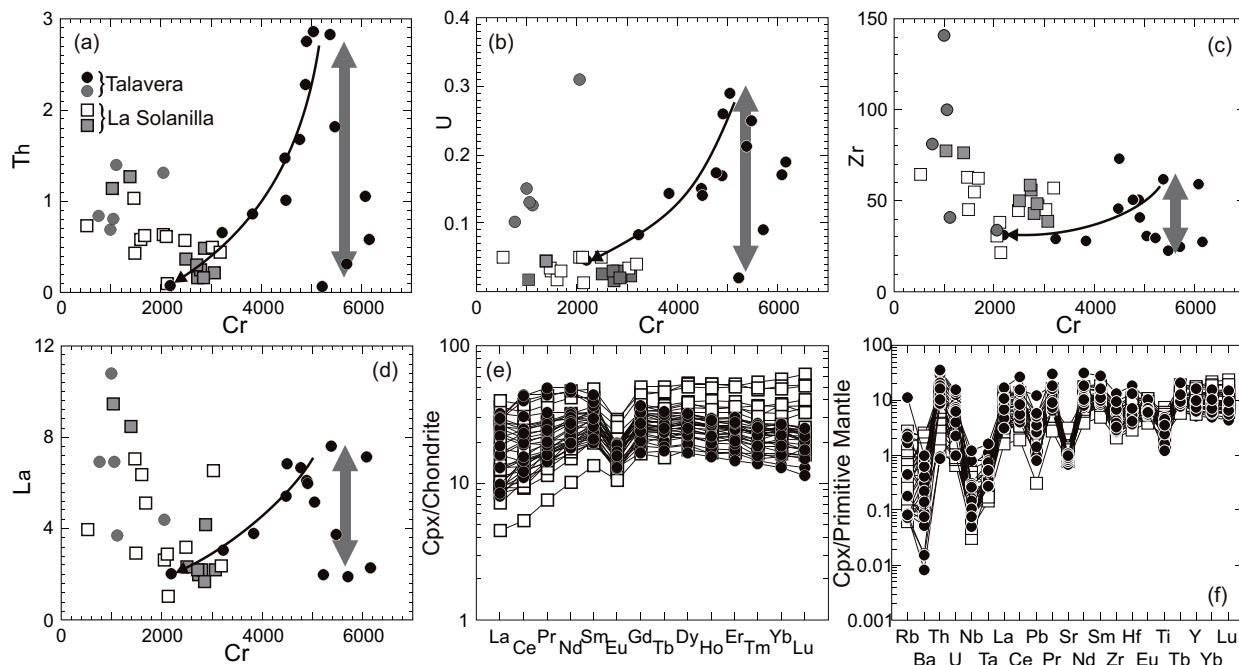 3
2
1
0
Th
(a)
}Talavera
}La Solanilla
0 2000 4000 6000
Cr
0.4
0.3
0.2
0.1
0
U
(b)
0 2000 4000 6000
Cr
150
100
50
0
Zr
(c)
0 2000 4000 6000
Cr
12
8
4
0
La
(d)
0 2000 4000 6000
Cr
100
10
1
Cpx/Chondrite
(e)
La Ce Pr Nd Sm Eu Gd Tb Dy Ho Er Tm Yb Lu
100
10
1
0.1
0.01
0.001
Cpx/Primitive Mantle
(f)
Rb Th Nb La Pb Sr Sm Hf Ti Y Lu
Ba U Ta Ce Pr Nd Zr Eu Tb Yb